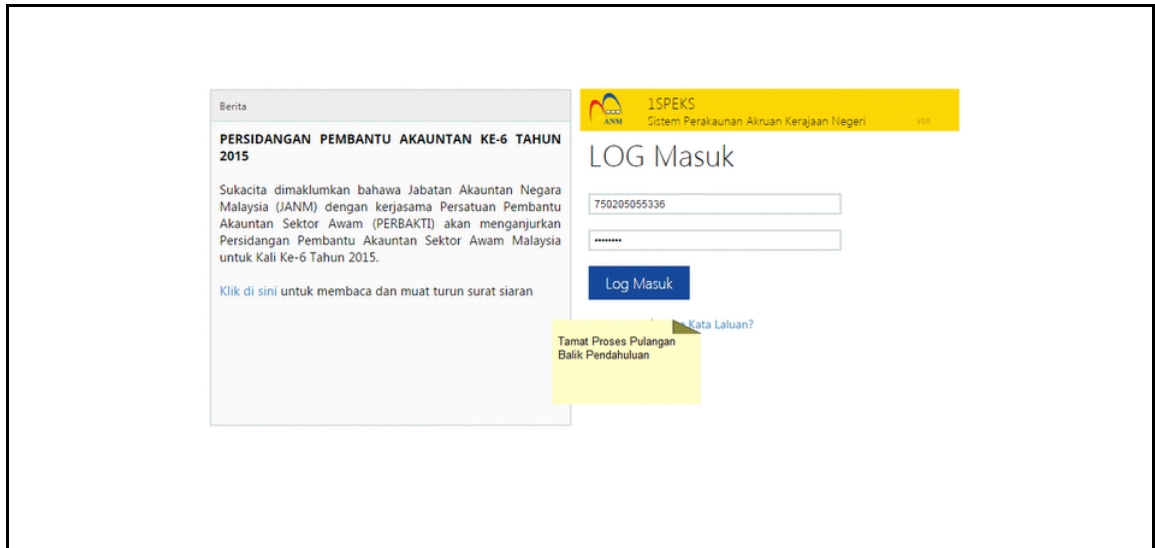 Berita
PERSIDANGAN PEMBANTU AKAUNTAN KE-6 TAHUN
2015
Sukacita dimaklumkan bahawa Jabatan Akauntan Negara
Malaysia (JANM) dengan kerjasama Persatuan Pembantu
Akauntan Sektor Awam (PERBAKTI) akan menganjurkan
Persidangan Pembantu Akauntan Sektor Awam Malaysia
untuk Kali Ke-6 Tahun 2015.
Klik di sini untuk membaca dan muat turun surat siaran
ANM
1SPEKS
Sistem Perakaunan Akruan Kerajaan Negeri
V1.0
LOG Masuk
750205055336
••••••••
Log Masuk
Kata Laluan?
Tamat Proses Pulangan
Balik Pendahuluan